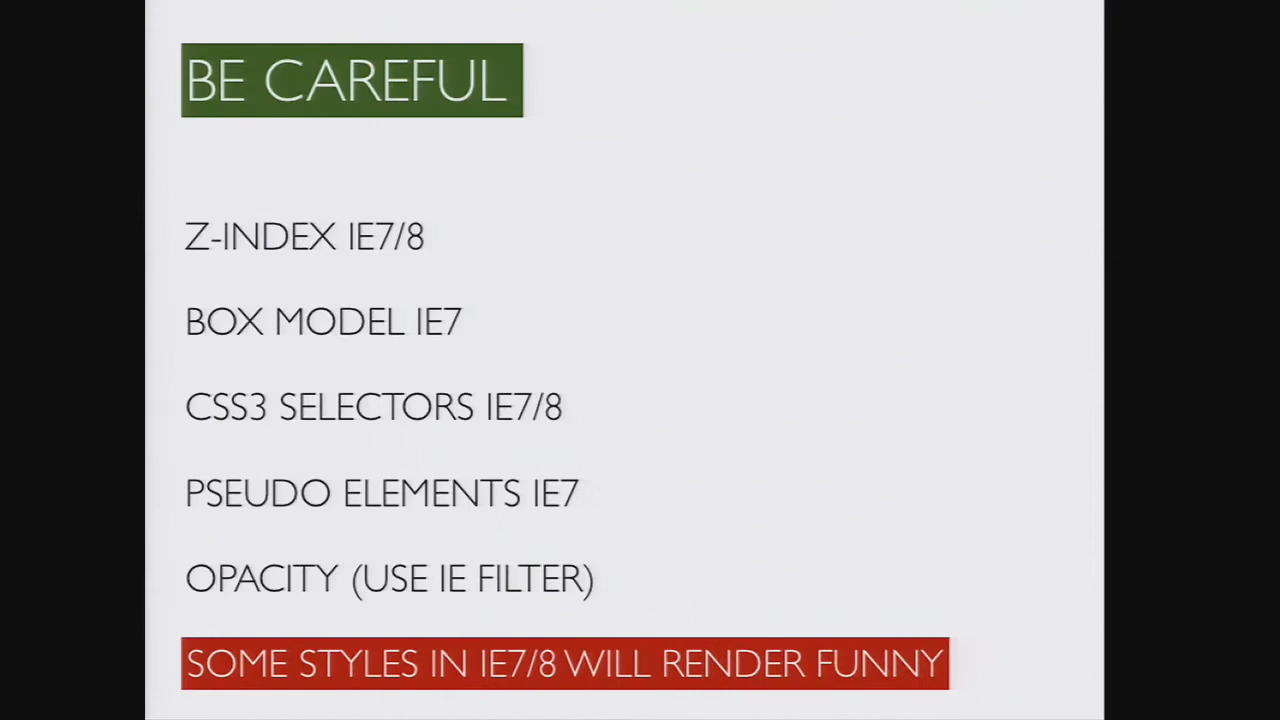 BE CAREFUL
Z-INDEX IE7/8
BOX MODEL IE7
CSS3 SELECTORS IE7/8
PSEUDO ELEMENTS IE7
OPACITY (USE IE FILTER)
SOME STYLES IN IE7/8 WILL RENDER FUNNY